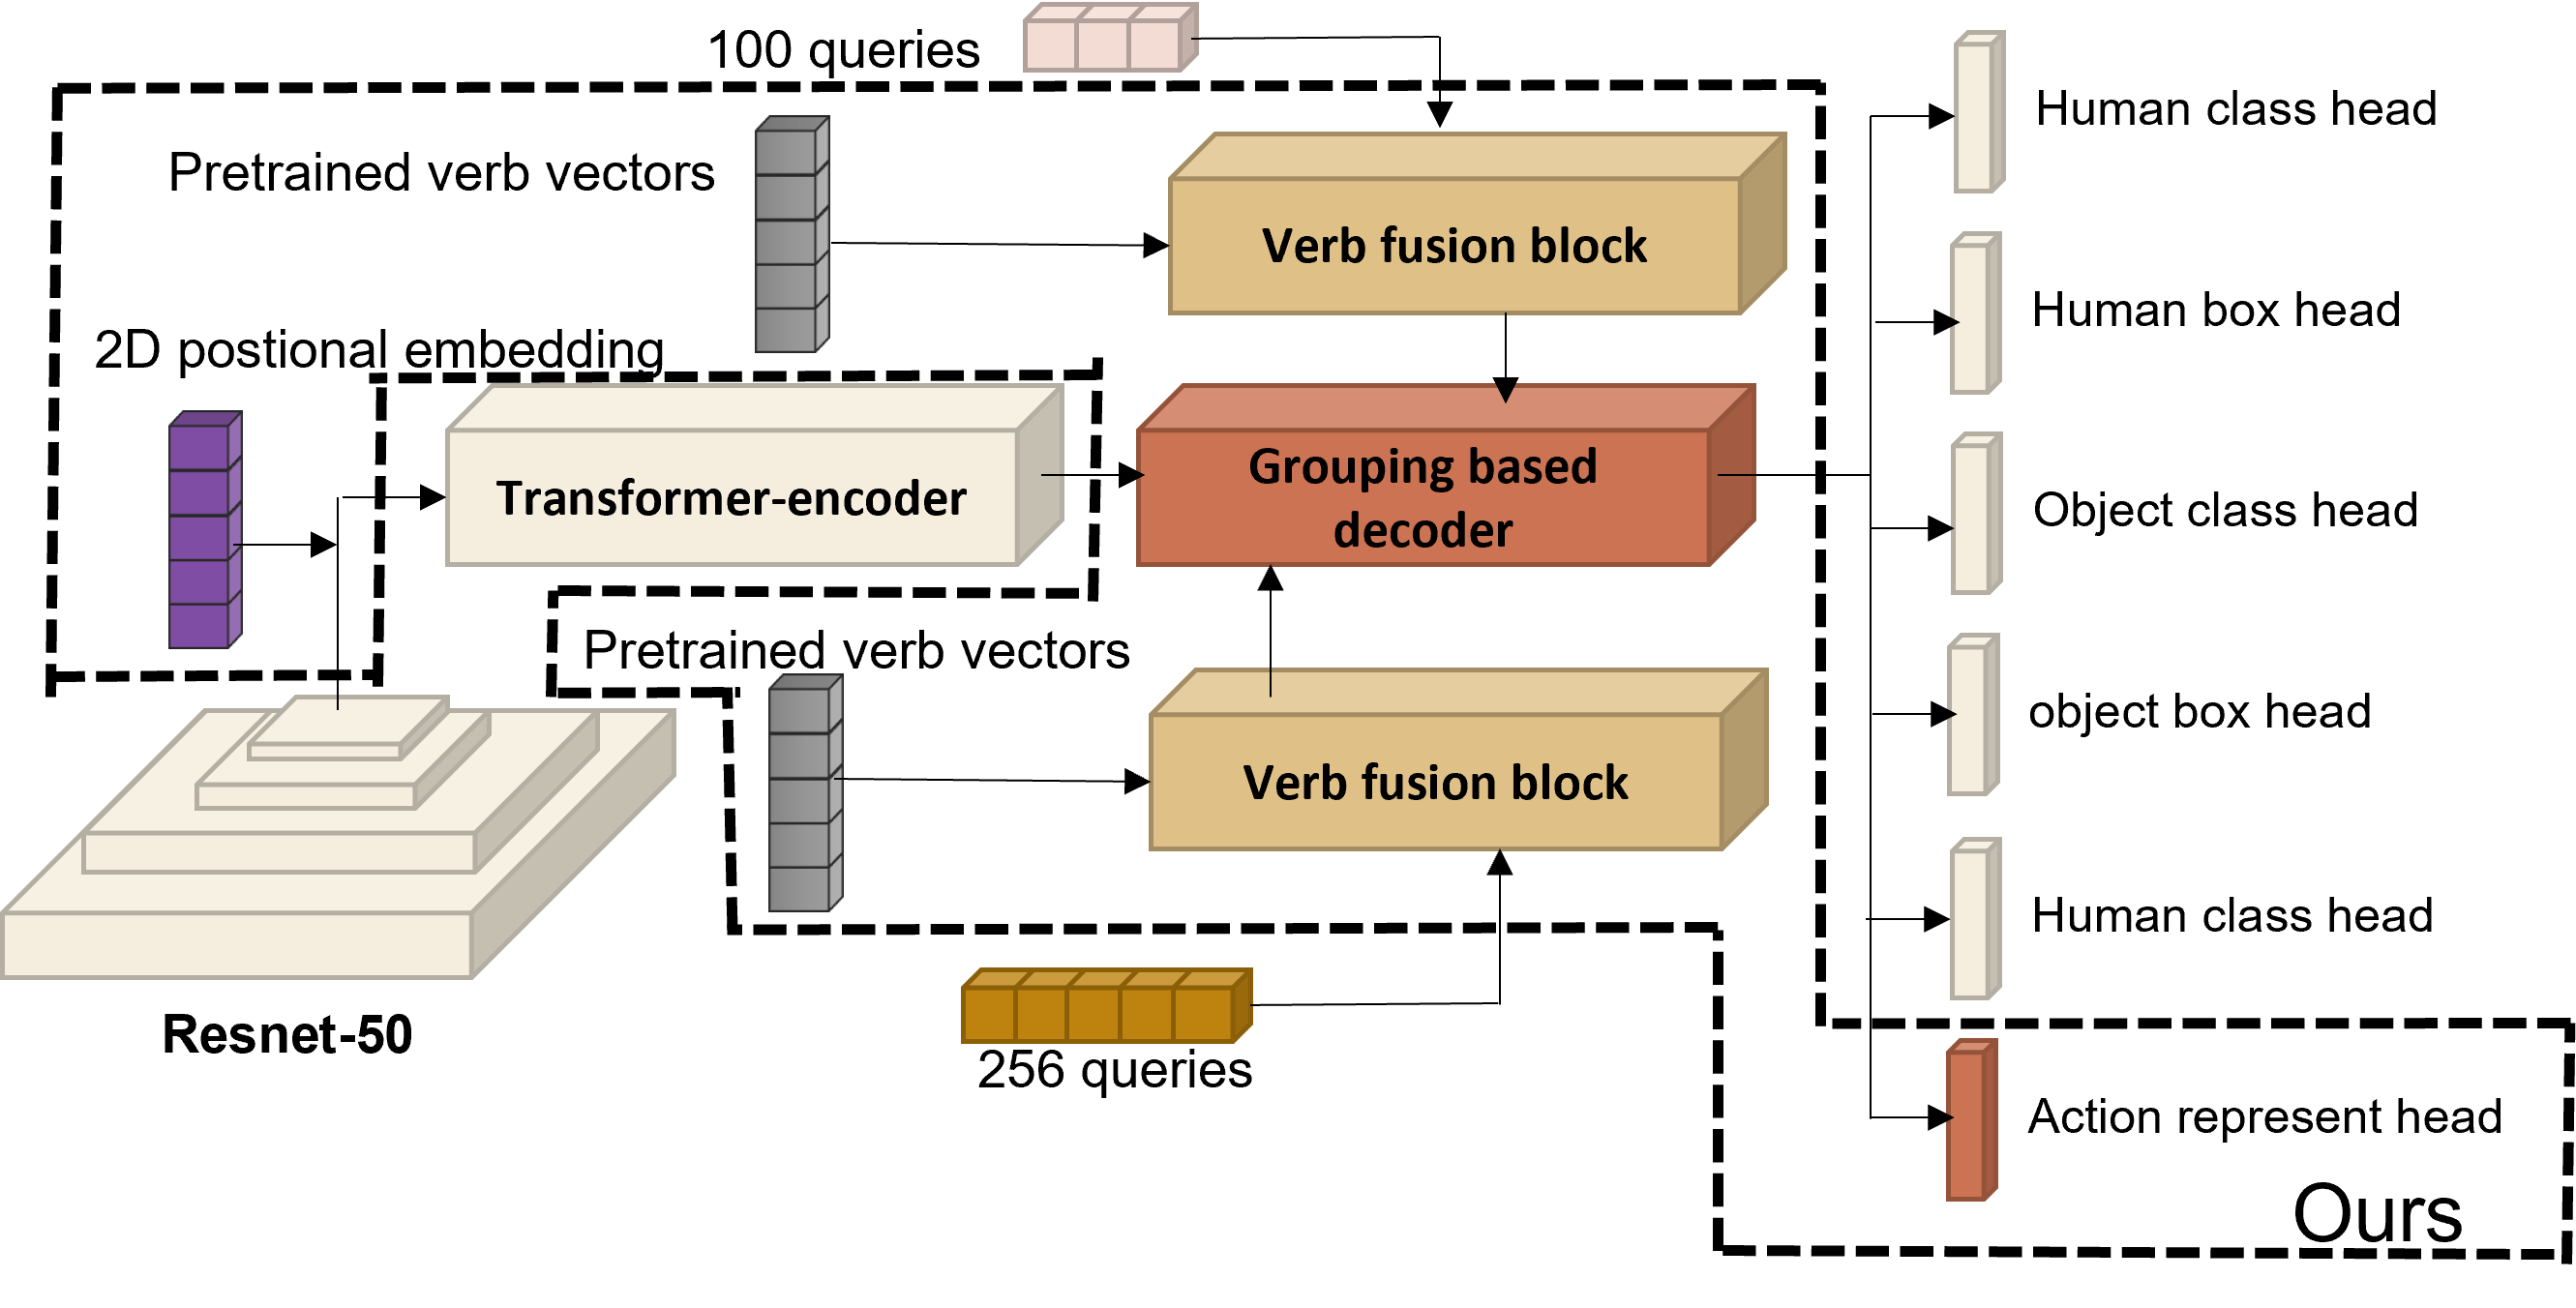 100 queries
Human class head
Pretrained verb vectors
Verb fusion block
Human box head
2D postional embedding
Transformer-encoder
Grouping based
decoder
Object class head
Pretrained verb vectors
object box head
Verb fusion block
Human class head
Resnet-50
256 queries
Action represent head
Ours